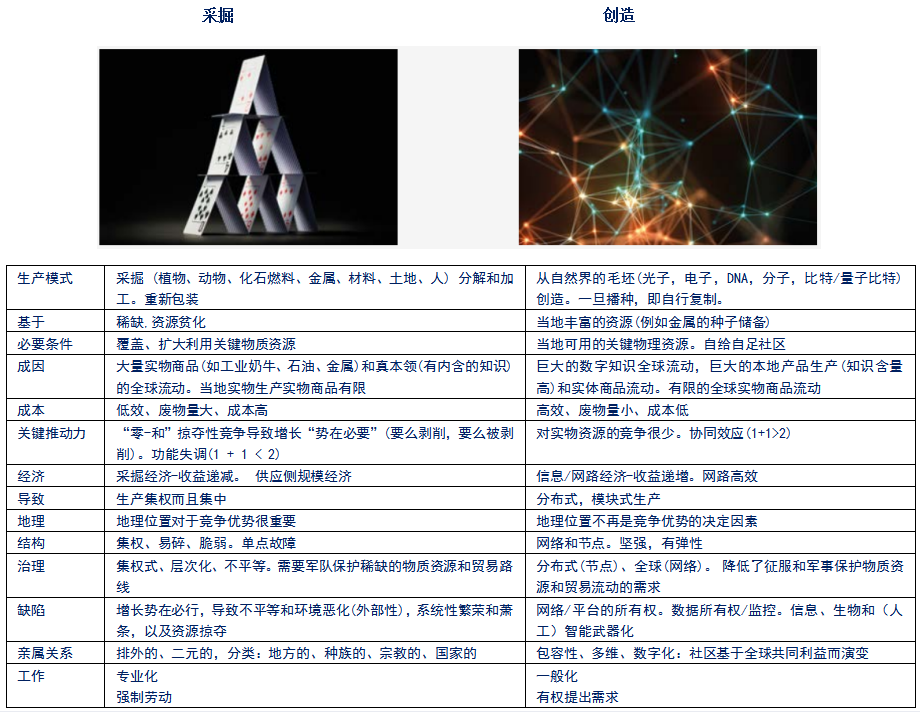 采掘 创造
生产模式 采掘 (植物、动物、化石燃料、金属、材料、土地、人) 分解和加 从自然界的毛坯(光子，电子，DNA，分子，比特/量子比特)
工。重新包装 创造。一旦播种，即自行复制。
基于 稀缺.资源贫化 当地丰富的资源(例如金属的种子储备)
必要条件 覆盖、扩大利用关键物质资源 当地可用的关键物理资源。自给自足社区
成因 大量实物商品(如工业奶牛、石油、金属)和真本领(有内含的知识) 巨大的数字知识全球流动，巨大的本地产品生产(知识含量
的全球流动。当地实物生产实物商品有限 高)和实体商品流动。有限的全球实物商品流动
成本 低效、废物量大、成本高 高效、废物量小、成本低
关键推动力 “零-和”掠夺性竞争导致增长“势在必要”(要么剥削，要么被剥 对实物资源的竞争很少。协同效应(1+1>2)
削)。功能失调(1 + 1 < 2)
经济 采掘经济-收益递减。 供应侧规模经济 信息/网路经济-收益递增。网路高效
导致 生产集权而且集中 分布式，模块式生产
地理 地理位置对于竞争优势很重要 地理位置不再是竞争优势的决定因素
结构 集权、易碎、脆弱。单点故障 网络和节点。坚强，有弹性
治理 集权式、层次化、不平等。需要军队保护稀缺的物质资源和贸易路 分布式(节点)、全球(网络)。 降低了征服和军事保护物质资
线 源和贸易流动的需求
缺陷 增长势在必行，导致不平等和环境恶化(外部性)，系统性繁荣和萧 网络/平台的所有权。数据所有权/监控。信息、生物和（人
条，以及资源掠夺 工）智能武器化
亲属关系 排外的、二元的，分类：地方的、种族的、宗教的、国家的 包容性、多维、数字化：社区基于全球共同利益而演变
工作 专业化 一般化
强制劳动 有权提出需求